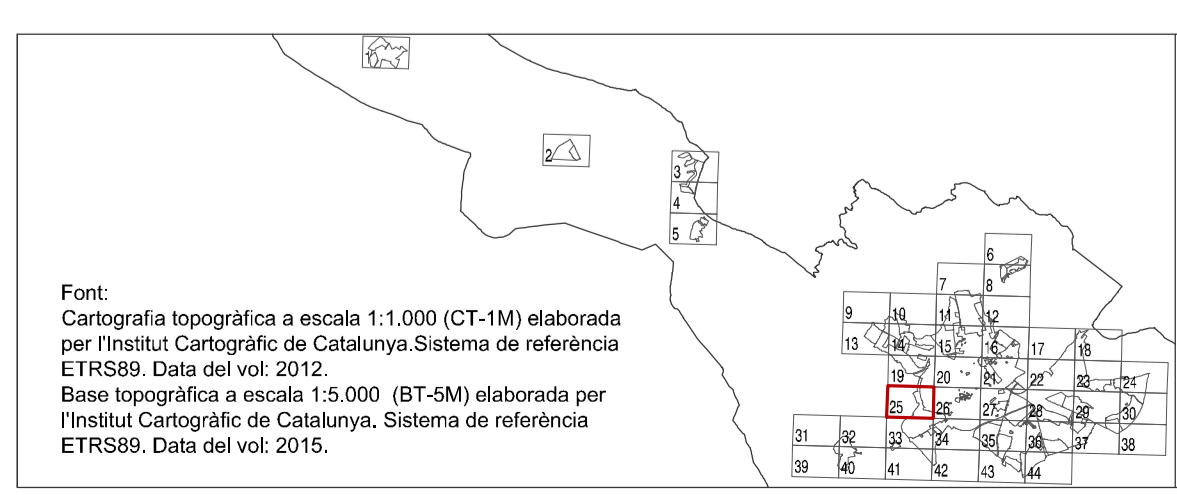 1
2
3
4
5
6
7 8
9 10 11 12
13 14 15 16 17 18
19 20 21 22 23 24
25 26 27 28 29 30
31 32 33 34 35 36 37 38
39 40 41 42 43 44
Font:
Cartografia topogràfica a escala 1:1.000 (CT-1M) elaborada
per l'Institut Cartogràfic de Catalunya.Sistema de referència
ETRS89. Data del vol: 2012.
Base topogràfica a escala 1:5.000 (BT-5M) elaborada per
l'Institut Cartogràfic de Catalunya. Sistema de referència
ETRS89. Data del vol: 2015.